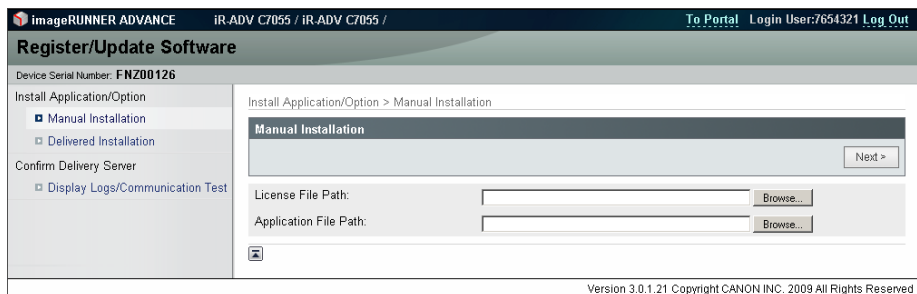 imageRUNNER ADVANCE iR-ADV C7055 / iR-ADV C7055 / To Portal Login User:7654321 Log Out
Register/Update Software
Device Serial Number: FNZ00126
Install Application/Option
Manual Installation
Delivered Installation
Confirm Delivery Server
Display Logs/Communication Test
Install Application/Option > Manual Installation
Manual Installation
Next »
License File Path: Browse...
Application File Path: Browse...
Version 3.0.1.21 Copyright CANON INC. 2009 All Rights Reserved